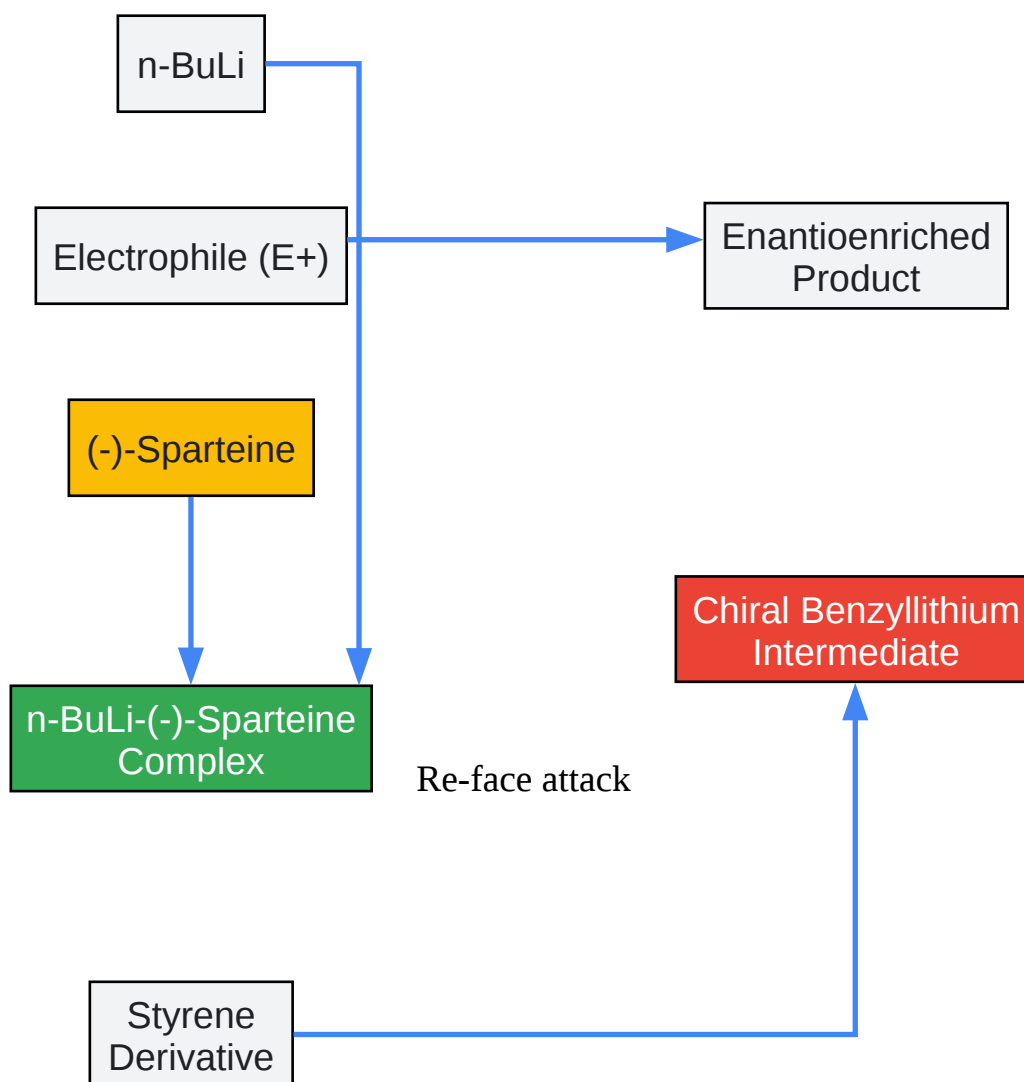 n-BuLi
Electrophile (E+)
Enantioenriched
Product
(-)-Sparteine
Chiral Benzyllithium
Intermediate
n-BuLi-(-)-Sparteine
Complex
Re-face attack
Styrene
Derivative